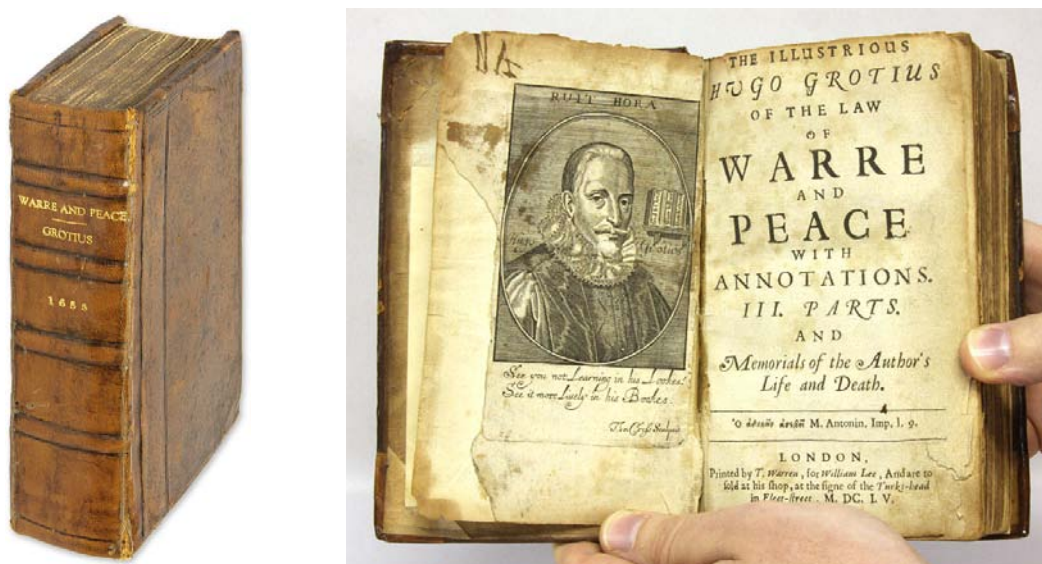 WARRE AND PEACE.
GROTIUS
1655
RUIT HORA
See you not Learning in his Lookes?
See it more Lively in his Bookes.
THE ILLUSTRIOUS
HUGO GROTIUS
OF THE LAW
OF
WARRE
AND
PEACE
WITH
ANNOTATIONS.
III. PARTS.
AND
Memorials of the Author's
Life and Death.
M. Antonin. Imp. l. 9.
LONDON,
Printed by T. Warren, for William Lee, And are to
sold at his shop, at the signe of the Turks-head
in Fleet-street. M. DC. L V.